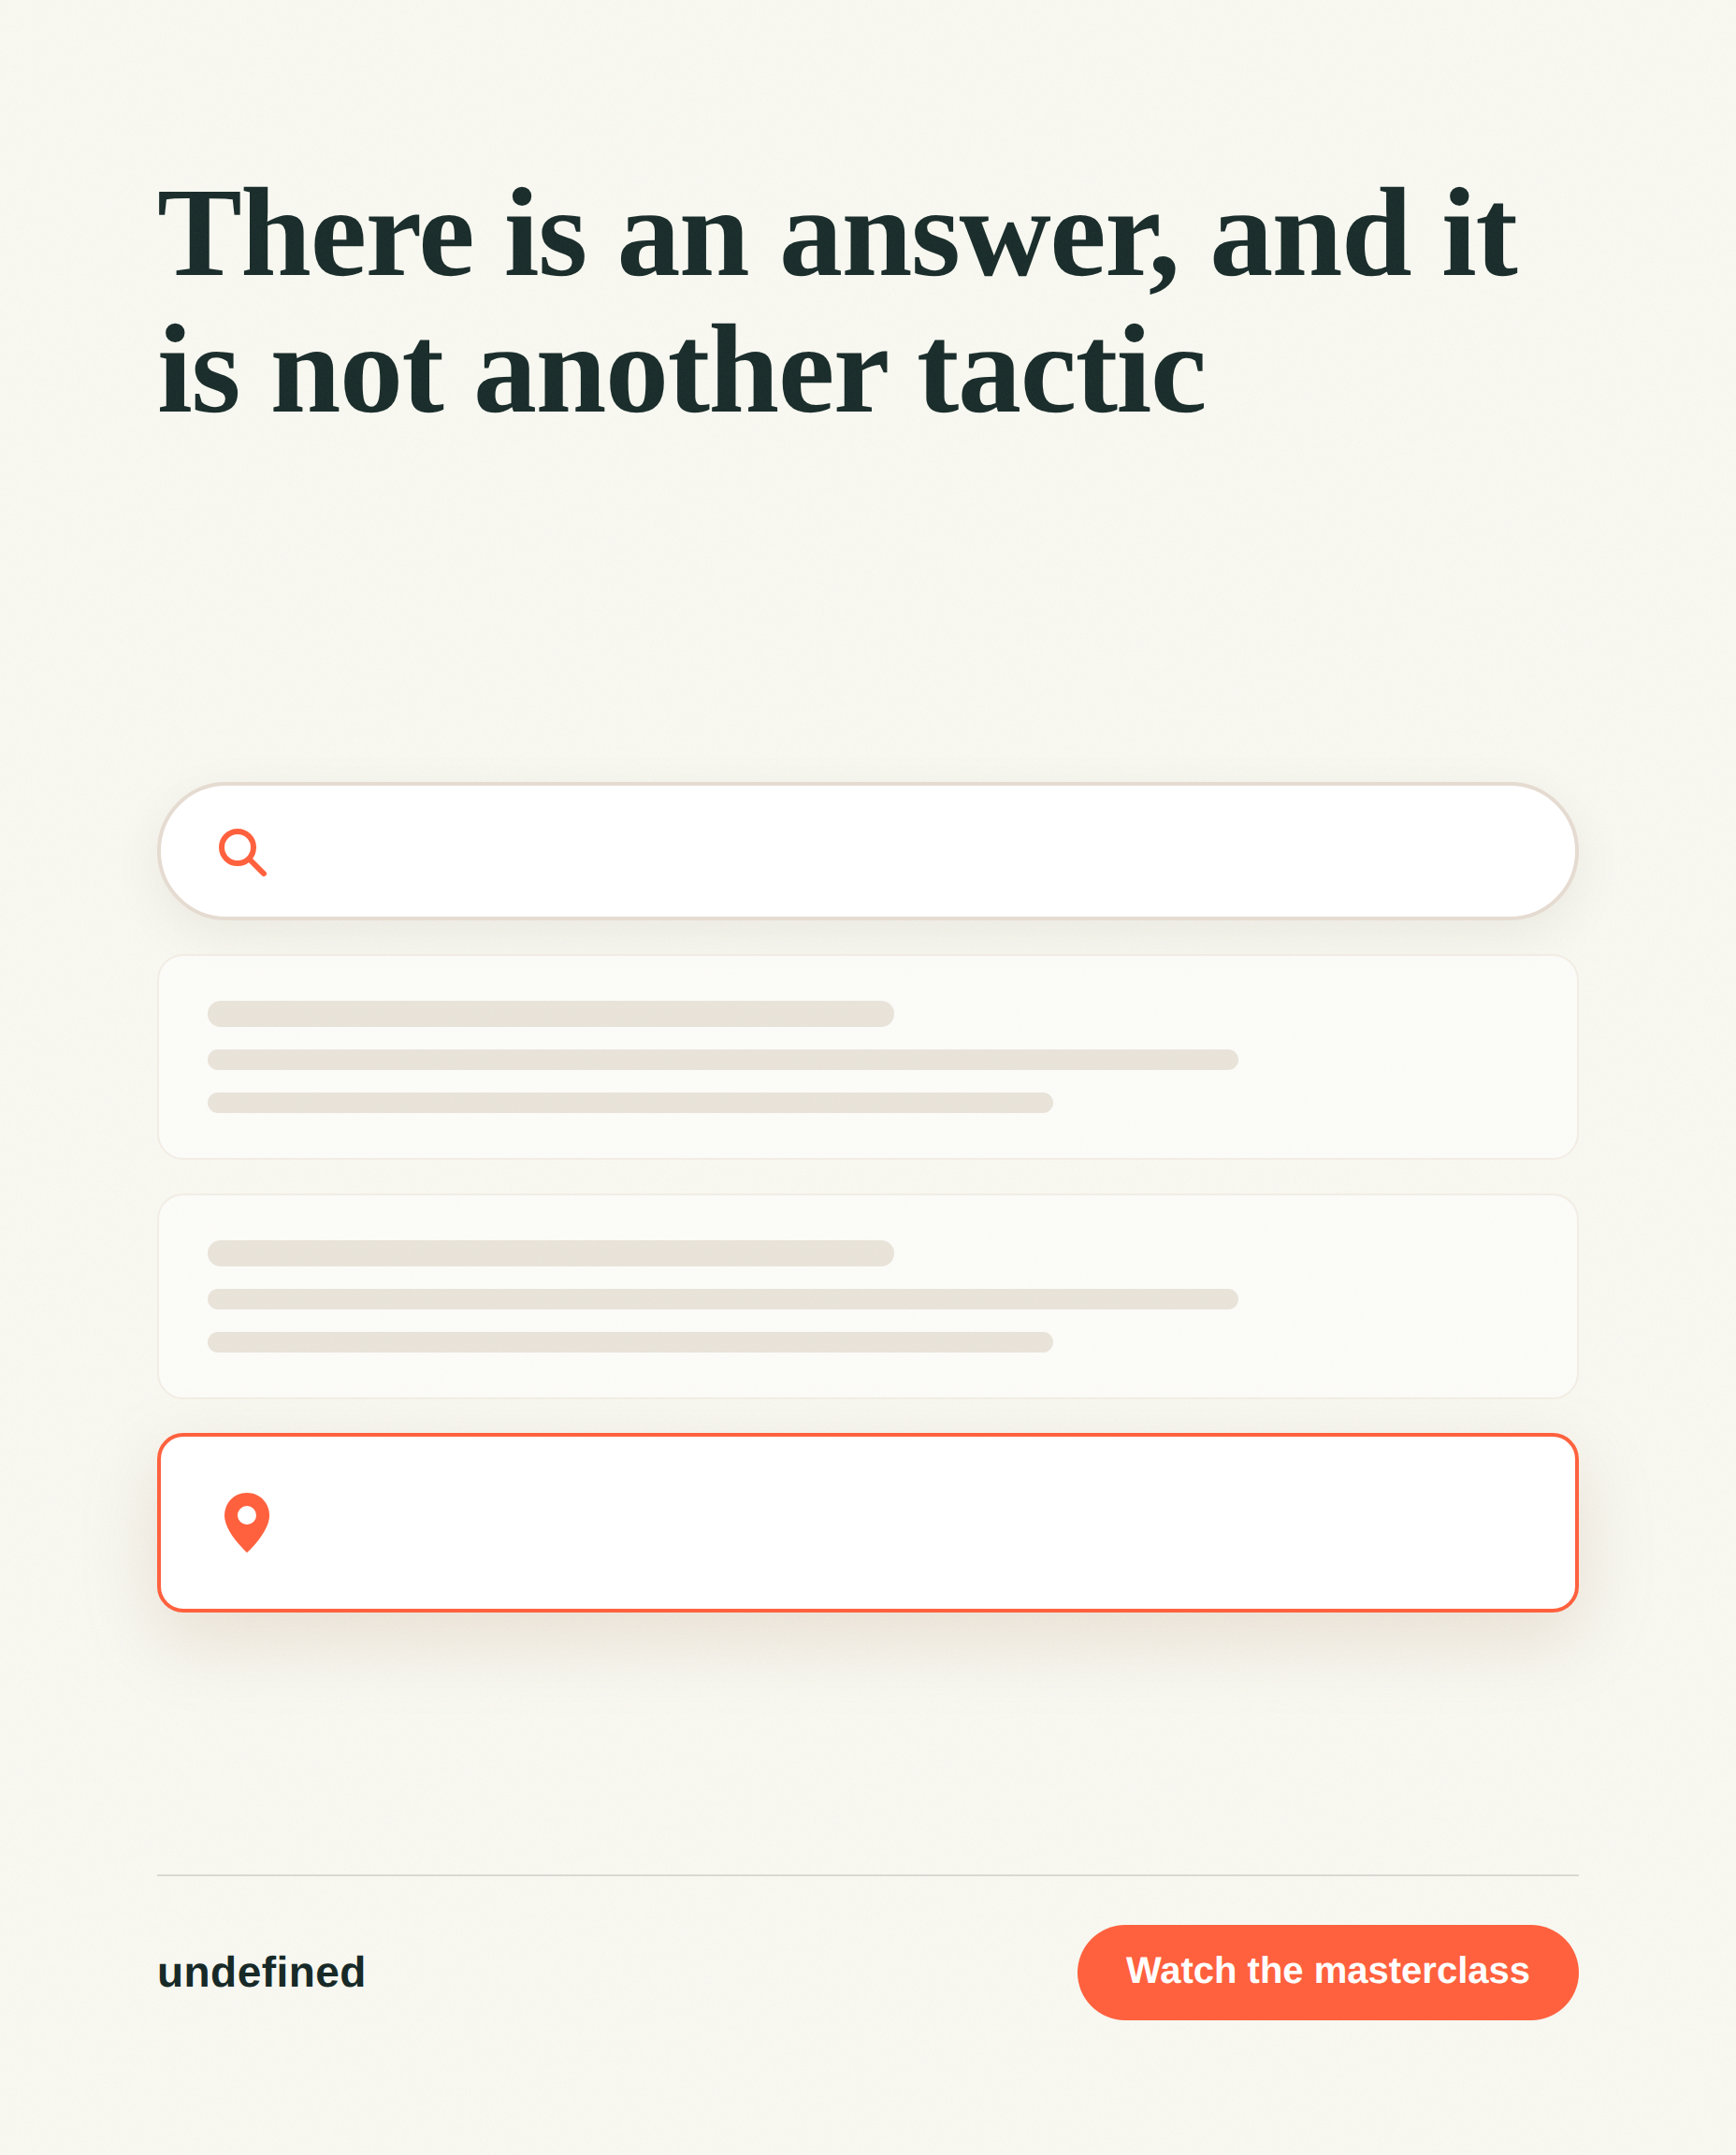 There is an answer, and it
is not another tactic
undefined
Watch the masterclass